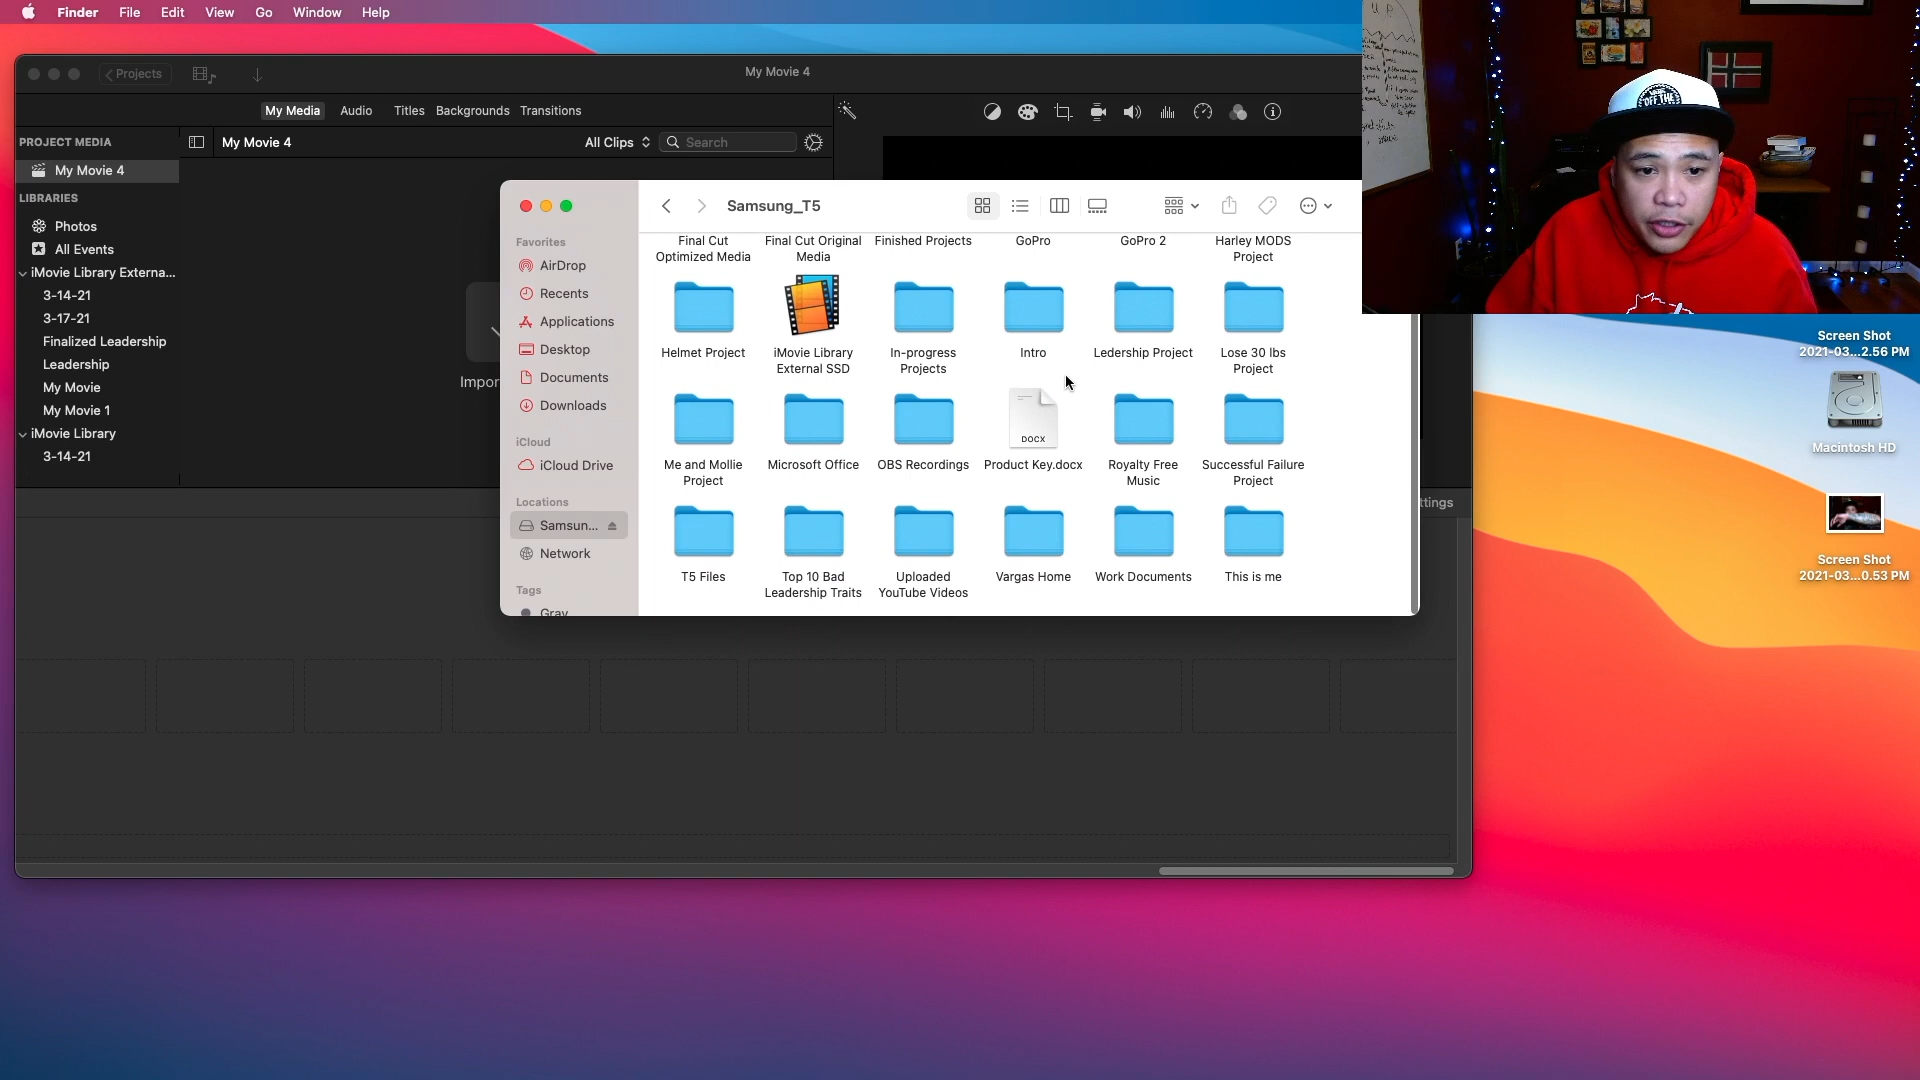 Finder File Edit View Go Window Help
Projects
My Movie 4
My Media Audio Titles Backgrounds Transitions
PROJECT MEDIA
My Movie 4
All Clips
Search
My Movie 4
LIBRARIES
Photos
All Events
iMovie Library Externa...
3-14-21
3-17-21
Finalized Leadership
Leadership
My Movie
My Movie 1
iMovie Library
3-14-21
Impor
ttings
Samsung_T5
Favorites
AirDrop
Recents
Applications
Desktop
Documents
Downloads
iCloud
iCloud Drive
Locations
Samsun...
Network
Tags
Gray
Final Cut
Optimized Media
Final Cut Original
Media
Finished Projects
GoPro
GoPro 2
Harley MODS
Project
Helmet Project
iMovie Library
External SSD
In-progress
Projects
Intro
Ledership Project
Lose 30 lbs
Project
Me and Mollie
Project
Microsoft Office
OBS Recordings
DOCX
Product Key.docx
Royalty Free
Music
Successful Failure
Project
T5 Files
Top 10 Bad
Leadership Traits
Uploaded
YouTube Videos
Vargas Home
Work Documents
This is me
OFF THE
Screen Shot
2021-03...2.56 PM
Macintosh HD
Screen Shot
2021-03...0.53 PM